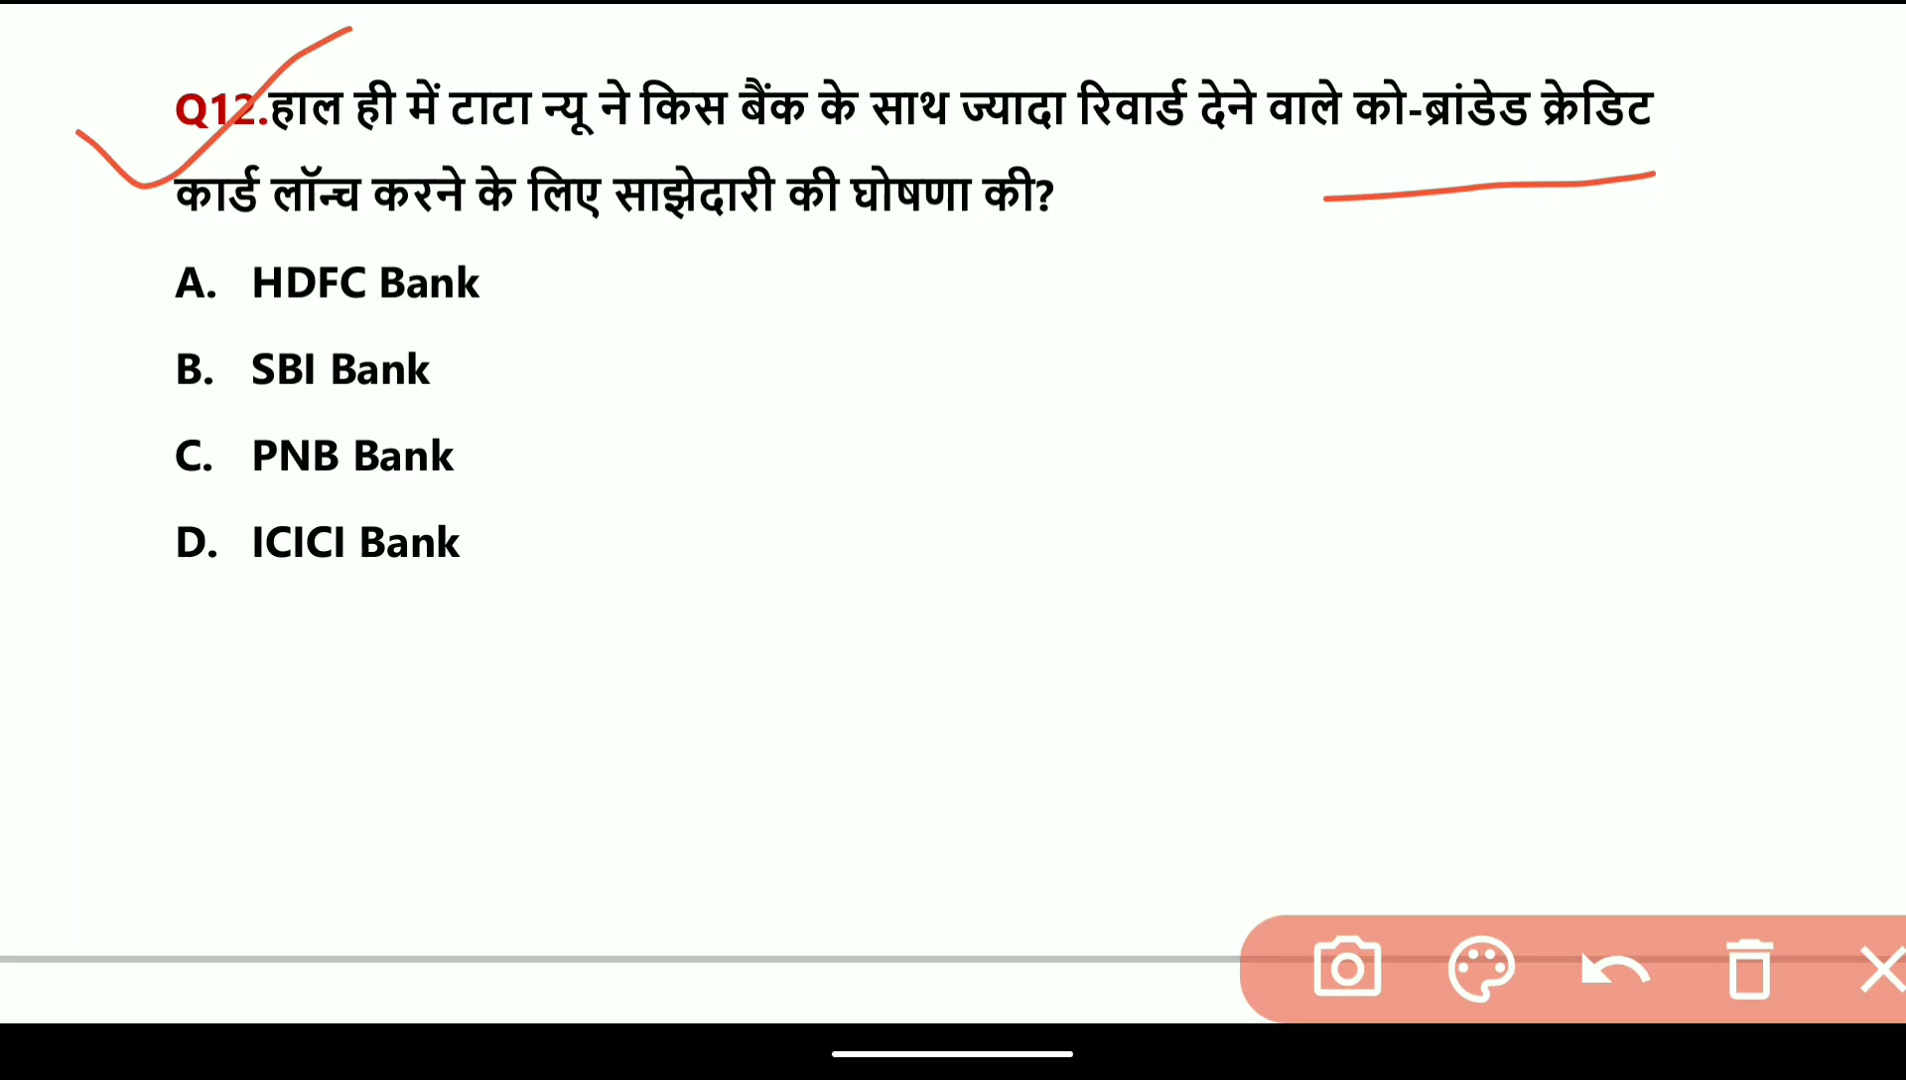 Q12.हाल ही में टाटा न्यू ने किस बैंक के साथ ज्यादा रिवार्ड देने वाले को-ब्रांडेड क्रेडिट
कार्ड लॉन्च करने के लिए साझेदारी की घोषणा की?
A. HDFC Bank
B. SBI Bank
C. PNB Bank
D. ICICI Bank